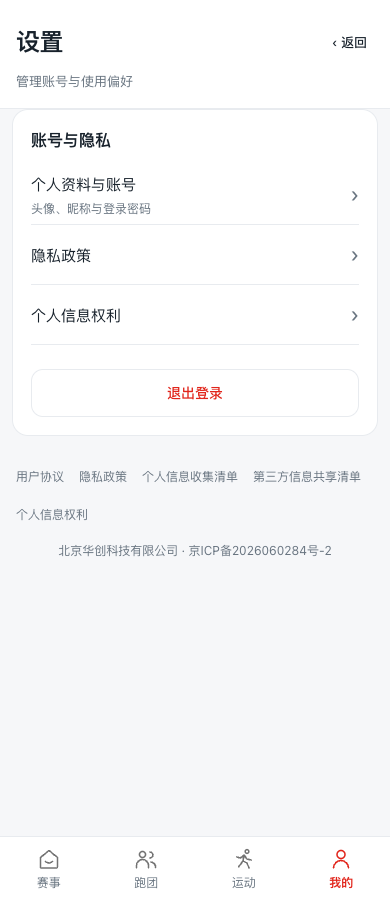 设置
‹ 返回
管理账号与使用偏好
账号与隐私
个人资料与账号
头像、昵称与登录密码
隐私政策
个人信息权利
退出登录
用户协议 隐私政策 个人信息收集清单 第三方信息共享清单
个人信息权利
北京华创科技有限公司 · 京ICP备2026060284号-2
赛事 跑团 运动 我的